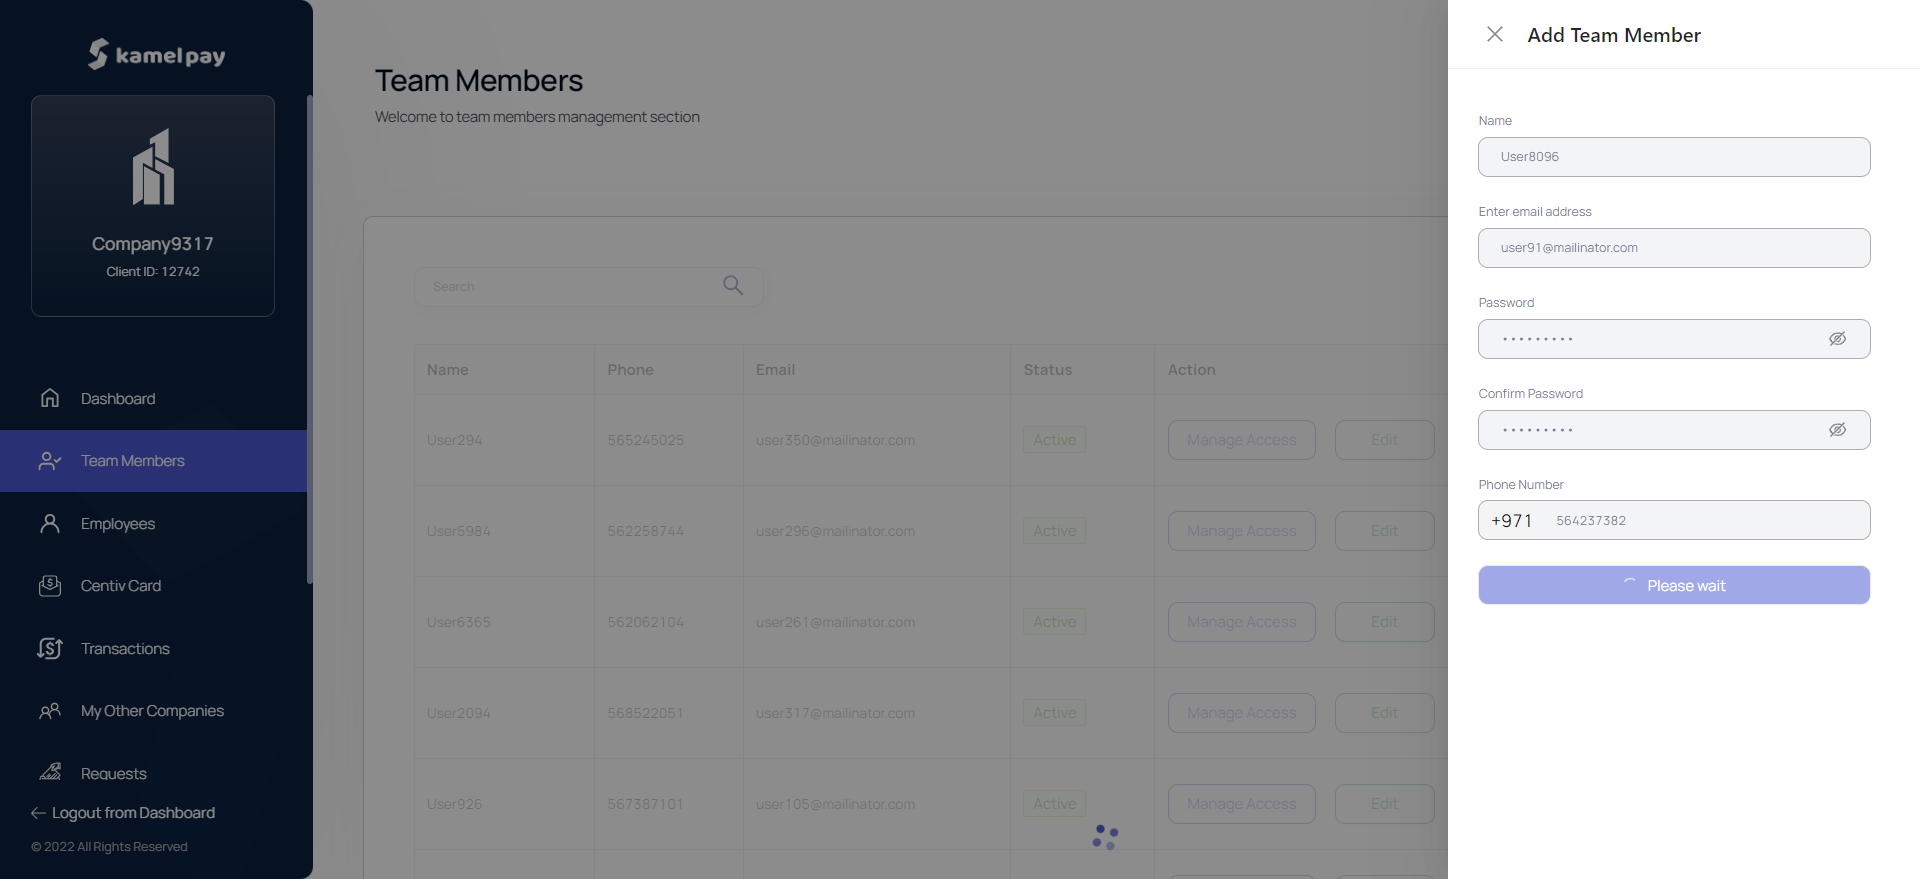 kamelpay
Company9317
Client ID: 12742
Dashboard
Team Members
Employees
Centiv Card
Transactions
My Other Companies
Requests
Logout from Dashboard
© 2022 All Rights Reserved
Team Members
Welcome to team members management section
Search
Name Phone Email Status Action
User294 565245025 user350@mailinator.com Active Manage Access Edit
User5984 562258744 user296@mailinator.com Active Manage Access Edit
User6365 562062104 user261@mailinator.com Active Manage Access Edit
User2094 568522051 user317@mailinator.com Active Manage Access Edit
User926 567387101 user105@mailinator.com Active Manage Access Edit
Add Team Member
Name
User8096
Enter email address
user91@mailinator.com
Password
•••••••••
Confirm Password
•••••••••
Phone Number
+971 564237382
Please wait